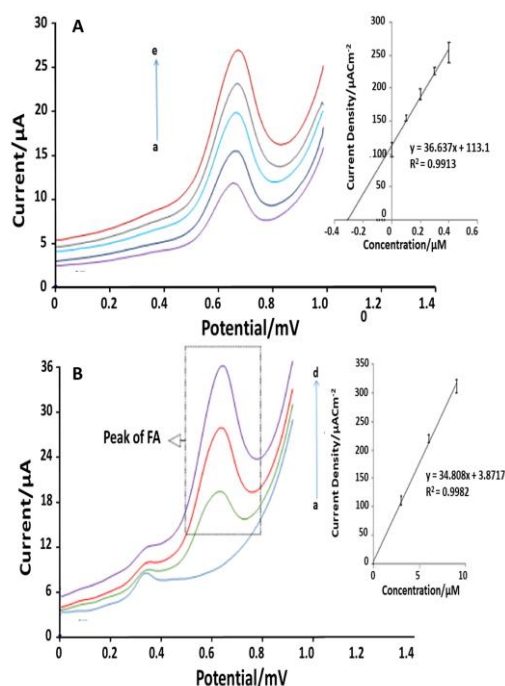 A
Current/µA
30
25
20
15
10
5
0
e
a
0 0.2 0.4 0.6 0.8 1.0 1.2 1.4
0
Potential/mV
Current Density/µACm-2
300
250
200
150
100
50
y = 36.637x + 113.1
R² = 0.9913
-0.4 -0.2 0 0.2 0.4 0.6
Concentration/µM
B
Current/µA
36
30
24
18
12
6
0
Peak of FA
d
a
0 0.2 0.4 0.6 0.8 1.0 1.2 1.4
Potential/mV
Current Density/µACm-2
350
300
250
200
150
100
50
0
y = 34.808x + 3.8717
R² = 0.9982
0 5 10
Concentration/µM